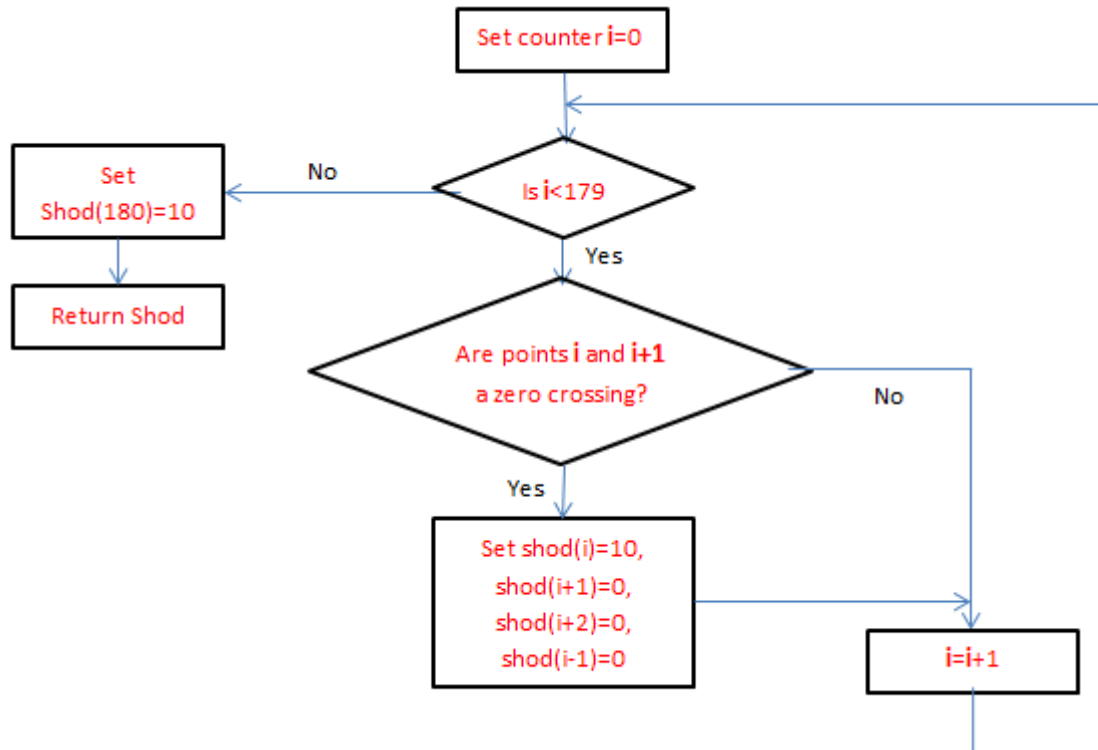 Set counter i=0
Is i<179
No
Set
Shod(180)=10
Yes
Return Shod
Are points i and i+1
a zero crossing?
No
Yes
Set shod(i)=10,
shod(i+1)=0,
shod(i+2)=0,
shod(i-1)=0
i=i+1